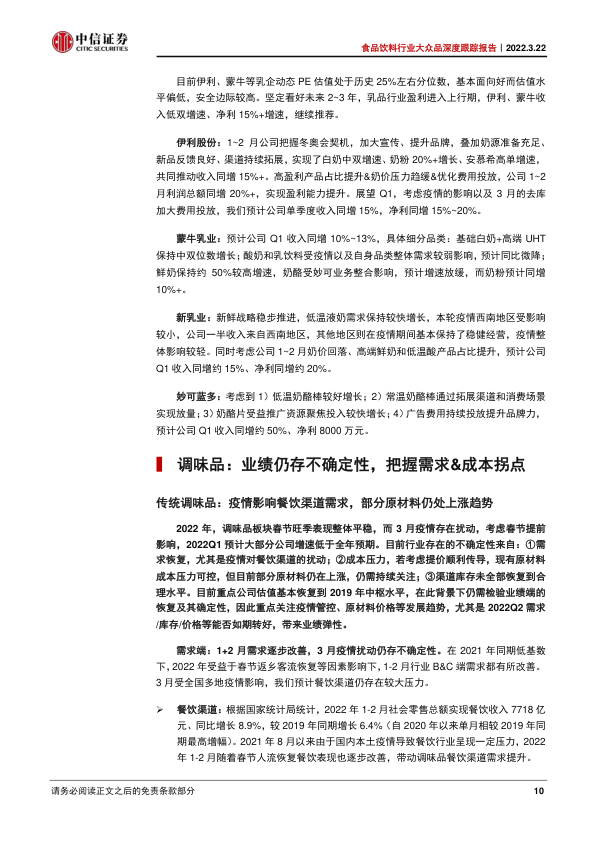 中信证券
CITIC SECURITIES
食品饮料行业大众品深度跟踪报告｜2022.3.22
目前伊利、蒙牛等乳企动态 PE 估值处于历史 25%左右分位数，基本面向好而估值水
平偏低，安全边际较高。坚定看好未来 2~3 年，乳品行业盈利进入上行期，伊利、蒙牛收
入低双增速、净利 15%+增速，继续推荐。
伊利股份：1~2 月公司把握冬奥会契机，加大宣传、提升品牌，叠加奶源准备充足、
新品反馈良好、渠道持续拓展，实现了白奶中双增速、奶粉 20%+增长、安慕希高单增速，
共同推动收入同增 15%+。高盈利产品占比提升&奶价压力趋缓&优化费用投放，公司 1~2
月利润总额同增 20%+，实现盈利能力提升。展望 Q1，考虑疫情的影响以及 3 月的去库
加大费用投放，我们预计公司单季度收入同增 15%，净利同增 15%~20%。
蒙牛乳业：预计公司 Q1 收入同增 10%~13%，具体细分品类：基础白奶+高端 UHT
保持中双位数增长；酸奶和乳饮料受疫情以及自身品类整体需求较弱影响，预计同比微降；
鲜奶保持约 50%较高增速，奶酪受妙可业务整合影响，预计增速放缓，而奶粉预计同增
10%+。
新乳业：新鲜战略稳步推进，低温液奶需求保持较快增长，本轮疫情西南地区受影响
较小，公司一半收入来自西南地区，其他地区则在疫情期间基本保持了稳健经营，疫情整
体影响较轻。同时考虑公司 1~2 月奶价回落、高端鲜奶和低温酸产品占比提升，预计公司
Q1 收入同增约 15%、净利同增约 20%。
妙可蓝多：考虑到 1）低温奶酪棒较好增长；2）常温奶酪棒通过拓展渠道和消费场景
实现放量；3）奶酪片受益推广资源聚焦投入较快增长；4）广告费用持续投放提升品牌力，
预计公司 Q1 收入同增约 50%、净利 8000 万元。
调味品：业绩仍存不确定性，把握需求&成本拐点
传统调味品：疫情影响餐饮渠道需求，部分原材料仍处上涨趋势
2022 年，调味品板块春节旺季表现整体平稳，而 3 月疫情存在扰动，考虑春节提前
影响，2022Q1 预计大部分公司增速低于全年预期。目前行业存在的不确定性来自：①需
求恢复，尤其是疫情对餐饮渠道的扰动；②成本压力，若考虑提价顺利传导，现有原材料
成本压力可控，但目前部分原材料仍在上涨，仍需持续关注；③渠道库存未全部恢复到合
理水平。目前重点公司估值基本恢复到 2019 年中枢水平，在此背景下仍需检验业绩端的
恢复及其确定性，因此重点关注疫情管控、原材料价格等发展趋势，尤其是 2022Q2 需求
/库存/价格等能否如期转好，带来业绩弹性。
需求端：1+2 月需求逐步改善，3 月疫情扰动仍存不确定性。在 2021 年同期低基数
下，2022 年受益于春节返乡客流恢复等因素影响下，1-2 月行业 B&C 端需求都有所改善。
3 月受全国多地疫情影响，我们预计餐饮渠道仍存在较大压力。
➢ 餐饮渠道：根据国家统计局统计，2022 年 1-2 月社会零售总额实现餐饮收入 7718 亿
元、同比增长 8.9%，较 2019 年同期增长 6.4%（自 2020 年以来单月相较 2019 年同
期最高增幅）。2021 年 8 月以来由于国内本土疫情导致餐饮行业呈现一定压力，2022
年 1-2 月随着春节人流恢复餐饮表现也逐步改善，带动调味品餐饮渠道需求提升。
请务必阅读正文之后的免责条款部分
10